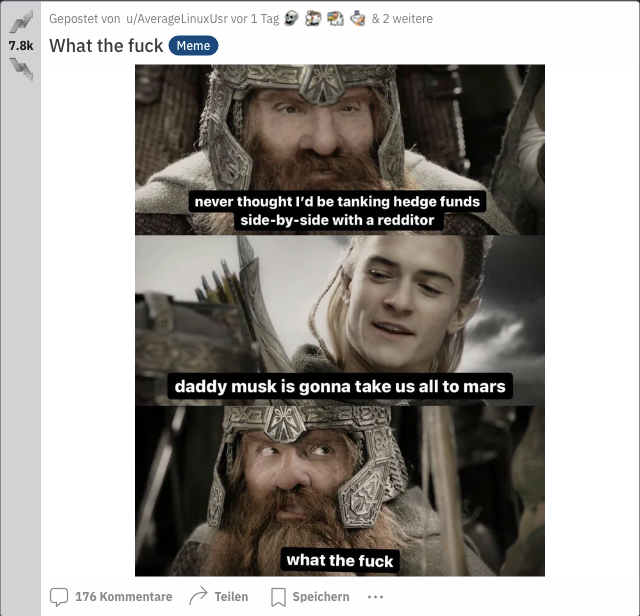 Gepostet von u/AverageLinuxUsr vor 1 Tag & 2 weitere
7.8k
What the fuck Meme
never thought I'd be tanking hedge funds
side-by-side with a redditor
daddy musk is gonna take us all to mars
what the fuck
176 Kommentare Teilen Speichern ...